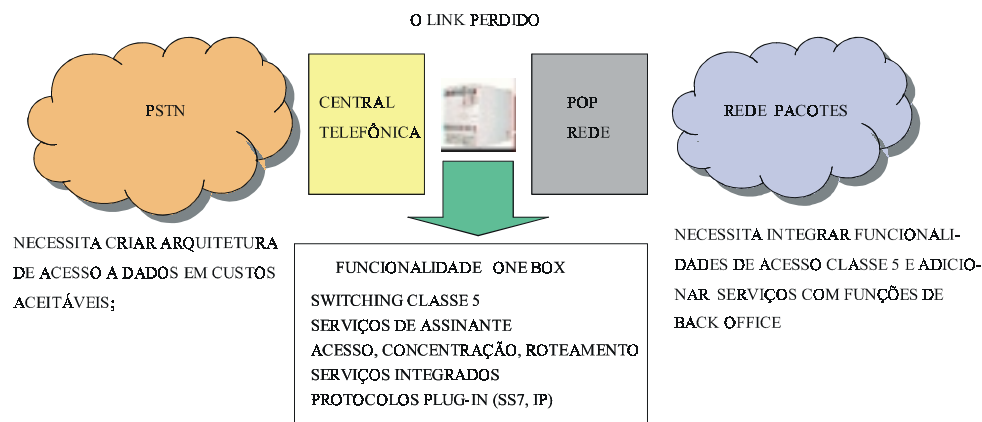 O LINK PERDIDO
PSTN
CENTRAL
TELEFÔNICA
POP
REDE
REDE PACOTES
NECESSITA CRIAR ARQUITETURA
DE ACESSO A DADOS EM CUSTOS
ACEITÁVEIS;
FUNCIONALIDADE ONE BOX
SWITCHING CLASSE 5
SERVIÇOS DE ASSINANTE
ACESSO, CONCENTRAÇÃO, ROTEAMENTO
SERVIÇOS INTEGRADOS
PROTOCOLOS PLUG-IN (SS7, IP)
NECESSITA INTEGRAR FUNCIONALI-
DADES DE ACESSO CLASSE 5 E ADICIO-
NAR SERVIÇOS COM FUNÇÕES DE
BACK OFFICE